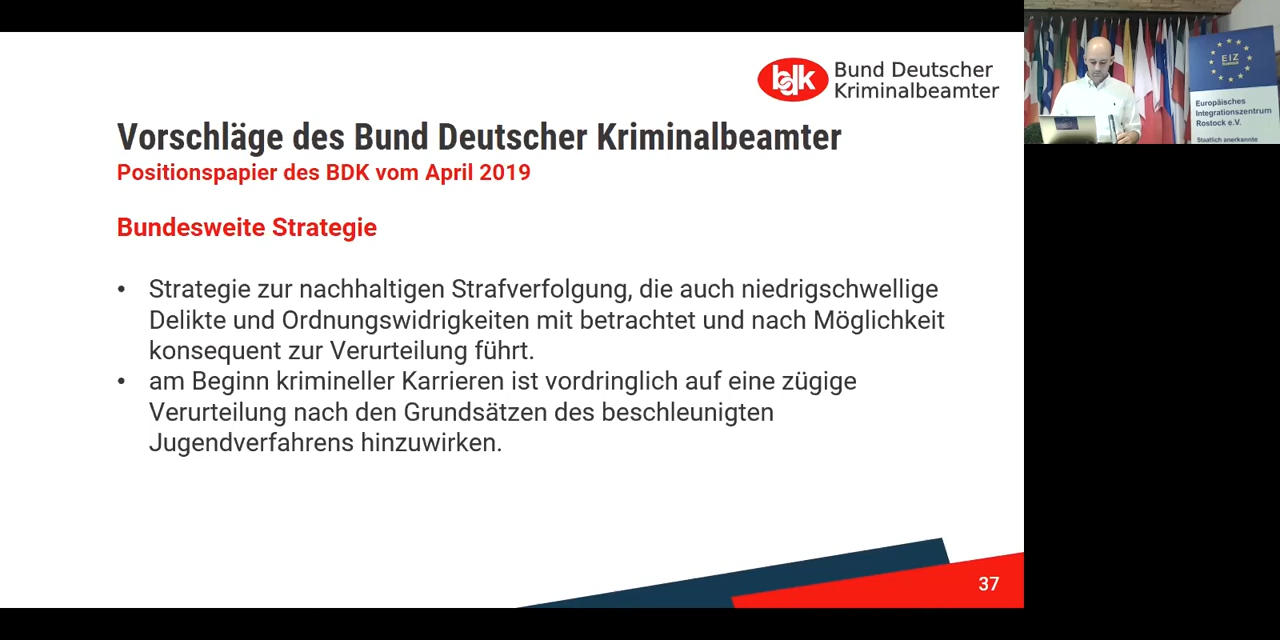 bdk Bund Deutscher
Kriminalbeamter
Vorschläge des Bund Deutscher Kriminalbeamter
Positionspapier des BDK vom April 2019
Bundesweite Strategie
• Strategie zur nachhaltigen Strafverfolgung, die auch niedrigschwellige
Delikte und Ordnungswidrigkeiten mit betrachtet und nach Möglichkeit
konsequent zur Verurteilung führt.
• am Beginn krimineller Karrieren ist vordringlich auf eine zügige
Verurteilung nach den Grundsätzen des beschleunigten
Jugendverfahrens hinzuwirken.
37
EIZ
Europäisches
Integrationszentrum
Rostock e.V.
Staatlich anerkannte